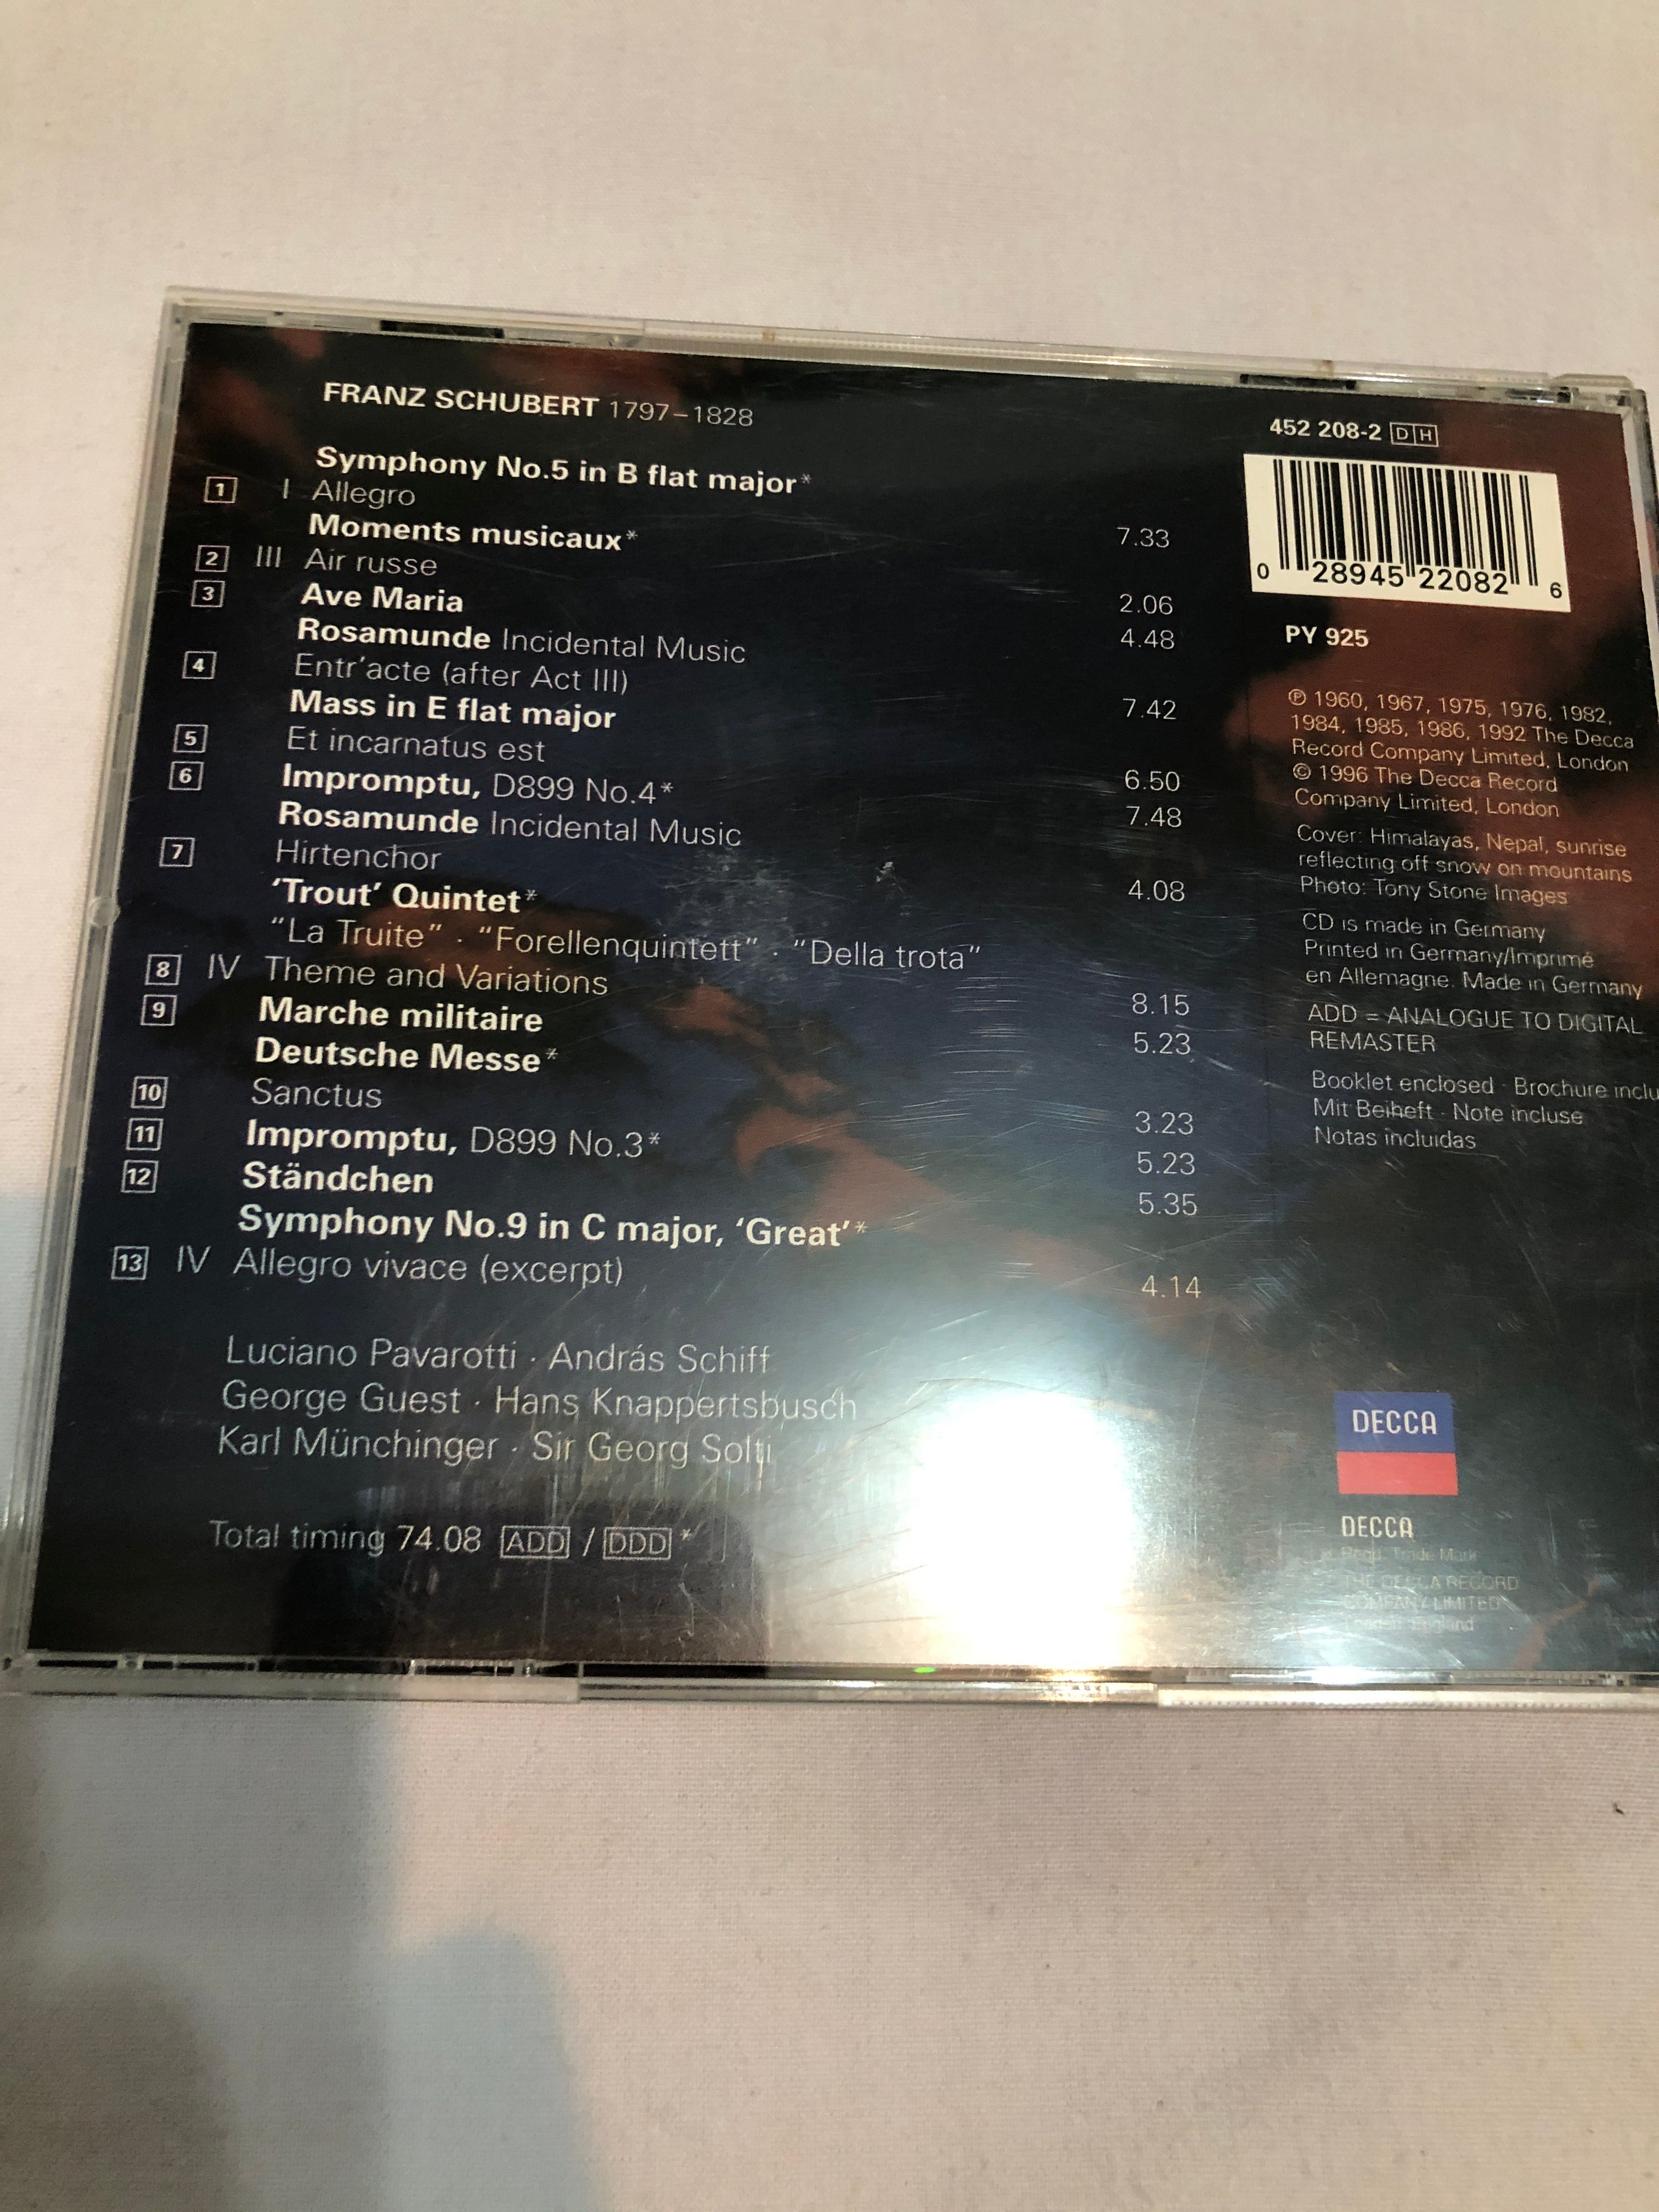 FRANZ SCHUBERT 1797–1828
Symphony No.5 in B flat major*
1 I Allegro 7.33
Moments musicaux*
2 III Air russe 2.06
3 Ave Maria 4.48
Rosamunde Incidental Music
4 Entr'acte (after Act III) 7.42
Mass in E flat major
5 Et incarnatus est 6.50
6 Impromptu, D899 No.4* 7.48
Rosamunde Incidental Music
7 Hirtenchor 4.08
'Trout' Quintet*
"La Truite" · "Forellenquintett" · "Della trota"
8 IV Theme and Variations 8.15
9 Marche militaire 5.23
Deutsche Messe*
10 Sanctus 3.23
11 Impromptu, D899 No.3* 5.23
12 Ständchen 5.35
Symphony No.9 in C major, 'Great'*
13 IV Allegro vivace (excerpt) 4.14
Luciano Pavarotti · András Schiff
George Guest · Hans Knappertsbusch
Karl Münchinger · Sir Georg Solti
Total timing 74.08 ADD / DDD *
452 208-2 DH
0 28945 22082 6
PY 925
℗ 1960, 1967, 1975, 1976, 1982,
1984, 1985, 1986, 1992 The Decca
Record Company Limited, London
© 1996 The Decca Record
Company Limited, London
Cover: Himalayas, Nepal, sunrise
reflecting off snow on mountains
Photo: Tony Stone Images
CD is made in Germany
Printed in Germany/Imprimé
en Allemagne. Made in Germany
ADD = ANALOGUE TO DIGITAL
REMASTER
Booklet enclosed · Brochure inclu
Mit Beiheft · Note incluse
Notas incluidas
DECCA
DECCA
Regd. Trade Mark
THE DECCA RECORD
COMPANY LIMITED
London England